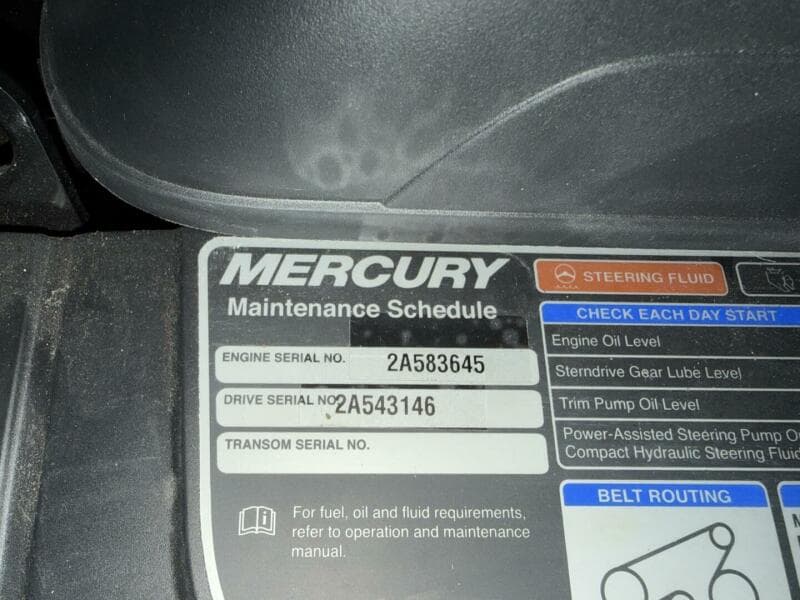 MERCURY
Maintenance Schedule
ENGINE SERIAL NO. 2A583645
DRIVE SERIAL NO. 2A543146
TRANSOM SERIAL NO.
For fuel, oil and fluid requirements,
refer to operation and maintenance
manual.
STEERING FLUID
CHECK EACH DAY START
Engine Oil Level
Sterndrive Gear Lube Level
Trim Pump Oil Level
Power-Assisted Steering Pump O
Compact Hydraulic Steering Fluid
BELT ROUTING